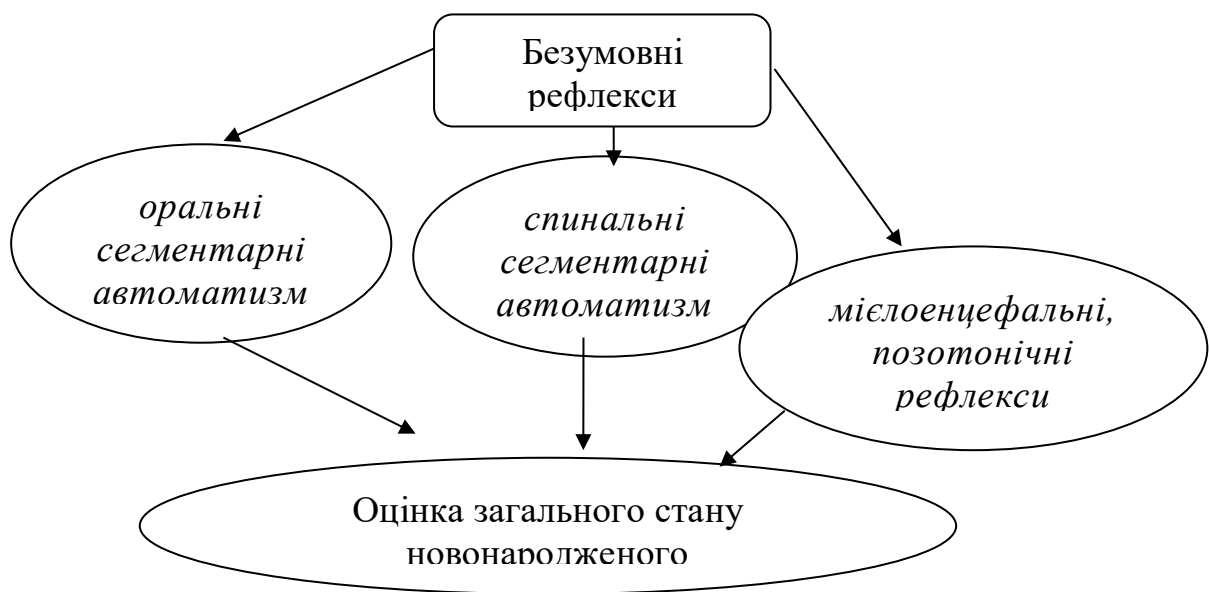 Безумовні
рефлекси
оральні
сегментарні
автоматизм
спинальні
сегментарні
автоматизм
мієлоенцефальні,
позотонічні
рефлекси
Оцінка загального стану
новонародженого